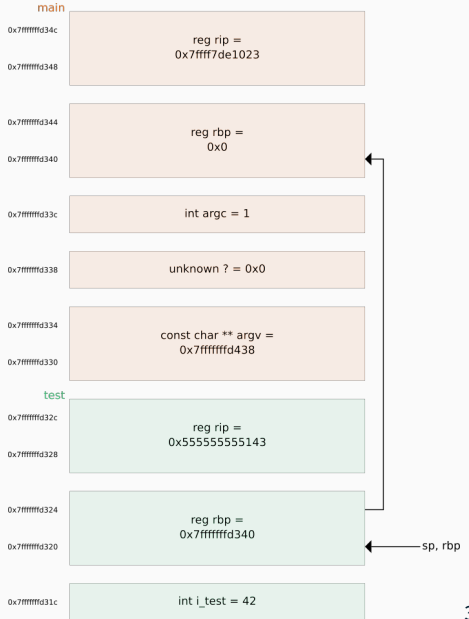 main
0x7fffffffd34c
reg rip =
0x7ffff7de1023
0x7fffffffd348
0x7fffffffd344
reg rbp =
0x0
0x7fffffffd340
0x7fffffffd33c
int argc = 1
0x7fffffffd338
unknown ? = 0x0
0x7fffffffd334
const char ** argv =
0x7fffffffd438
0x7fffffffd330
test
0x7fffffffd32c
reg rip =
0x555555555143
0x7fffffffd328
0x7fffffffd324
reg rbp =
0x7fffffffd340
0x7fffffffd320
sp, rbp
0x7fffffffd31c
int i_test = 42